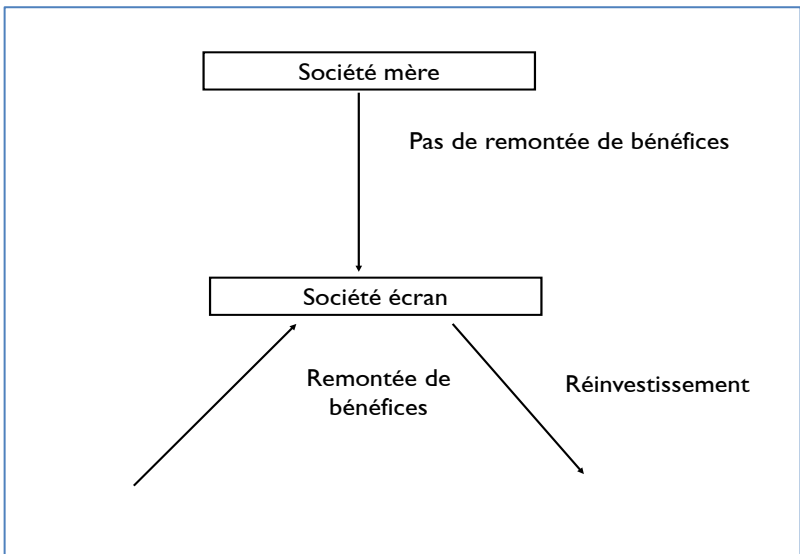 Société mère
Pas de remontée de bénéfices
Société écran
Remontée de
bénéfices
Réinvestissement